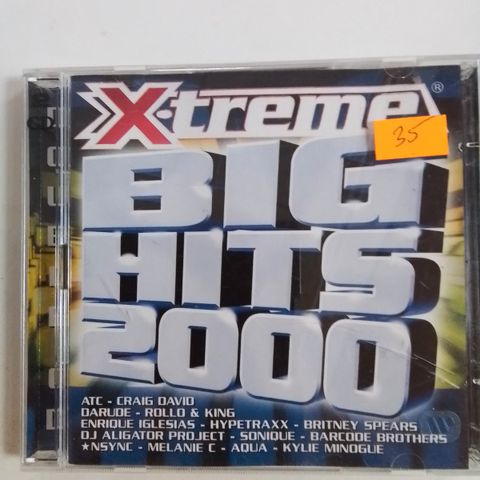 X-treme®
35
BIG
HITS
2000
ATC - CRAIG DAVID
DARUDE - ROLLO & KING
ENRIQUE IGLESIAS - HYPETRAXX - BRITNEY SPEARS
DJ ALIGATOR PROJECT - SONIQUE - BARCODE BROTHERS
★NSYNC - MELANIE C - AQUA - KYLIE MINOGUE